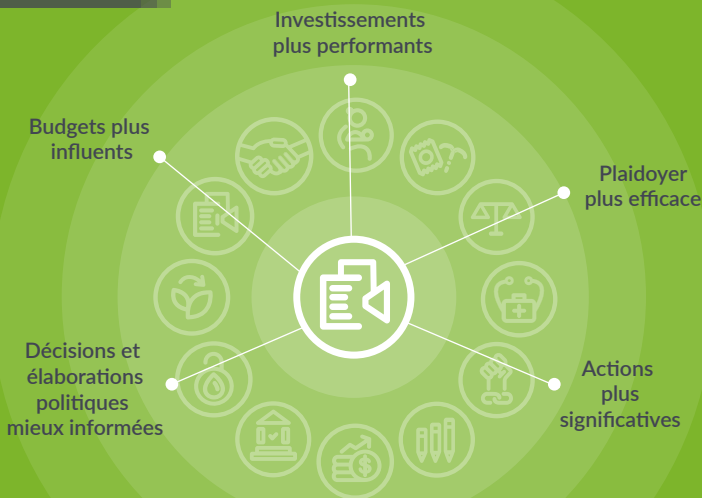 Investissements
plus performants
Budgets plus
influents
Plaidoyer
plus efficace
Décisions et
élaborations
politiques
mieux informées
Actions
plus
significatives